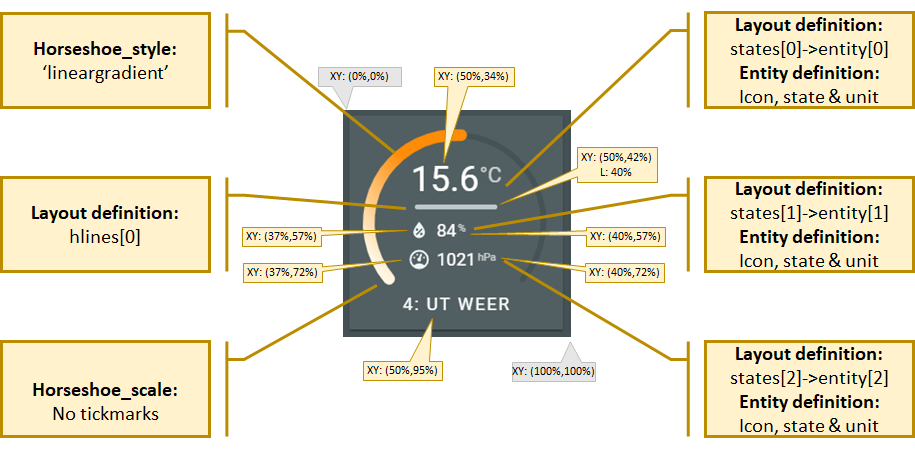 Horseshoe_style:
‘lineargradient’
Layout definition:
states[0]->entity[0]
Entity definition:
Icon, state & unit
XY: (0%,0%)
XY: (50%,34%)
15.6°C
XY: (50%,42%)
L: 40%
Layout definition:
hlines[0]
XY: (37%,57%)
84%
XY: (40%,57%)
Layout definition:
states[1]->entity[1]
Entity definition:
Icon, state & unit
XY: (37%,72%)
1021hPa
XY: (40%,72%)
4: UT WEER
Horseshoe_scale:
No tickmarks
XY: (50%,95%)
XY: (100%,100%)
Layout definition:
states[2]->entity[2]
Entity definition:
Icon, state & unit